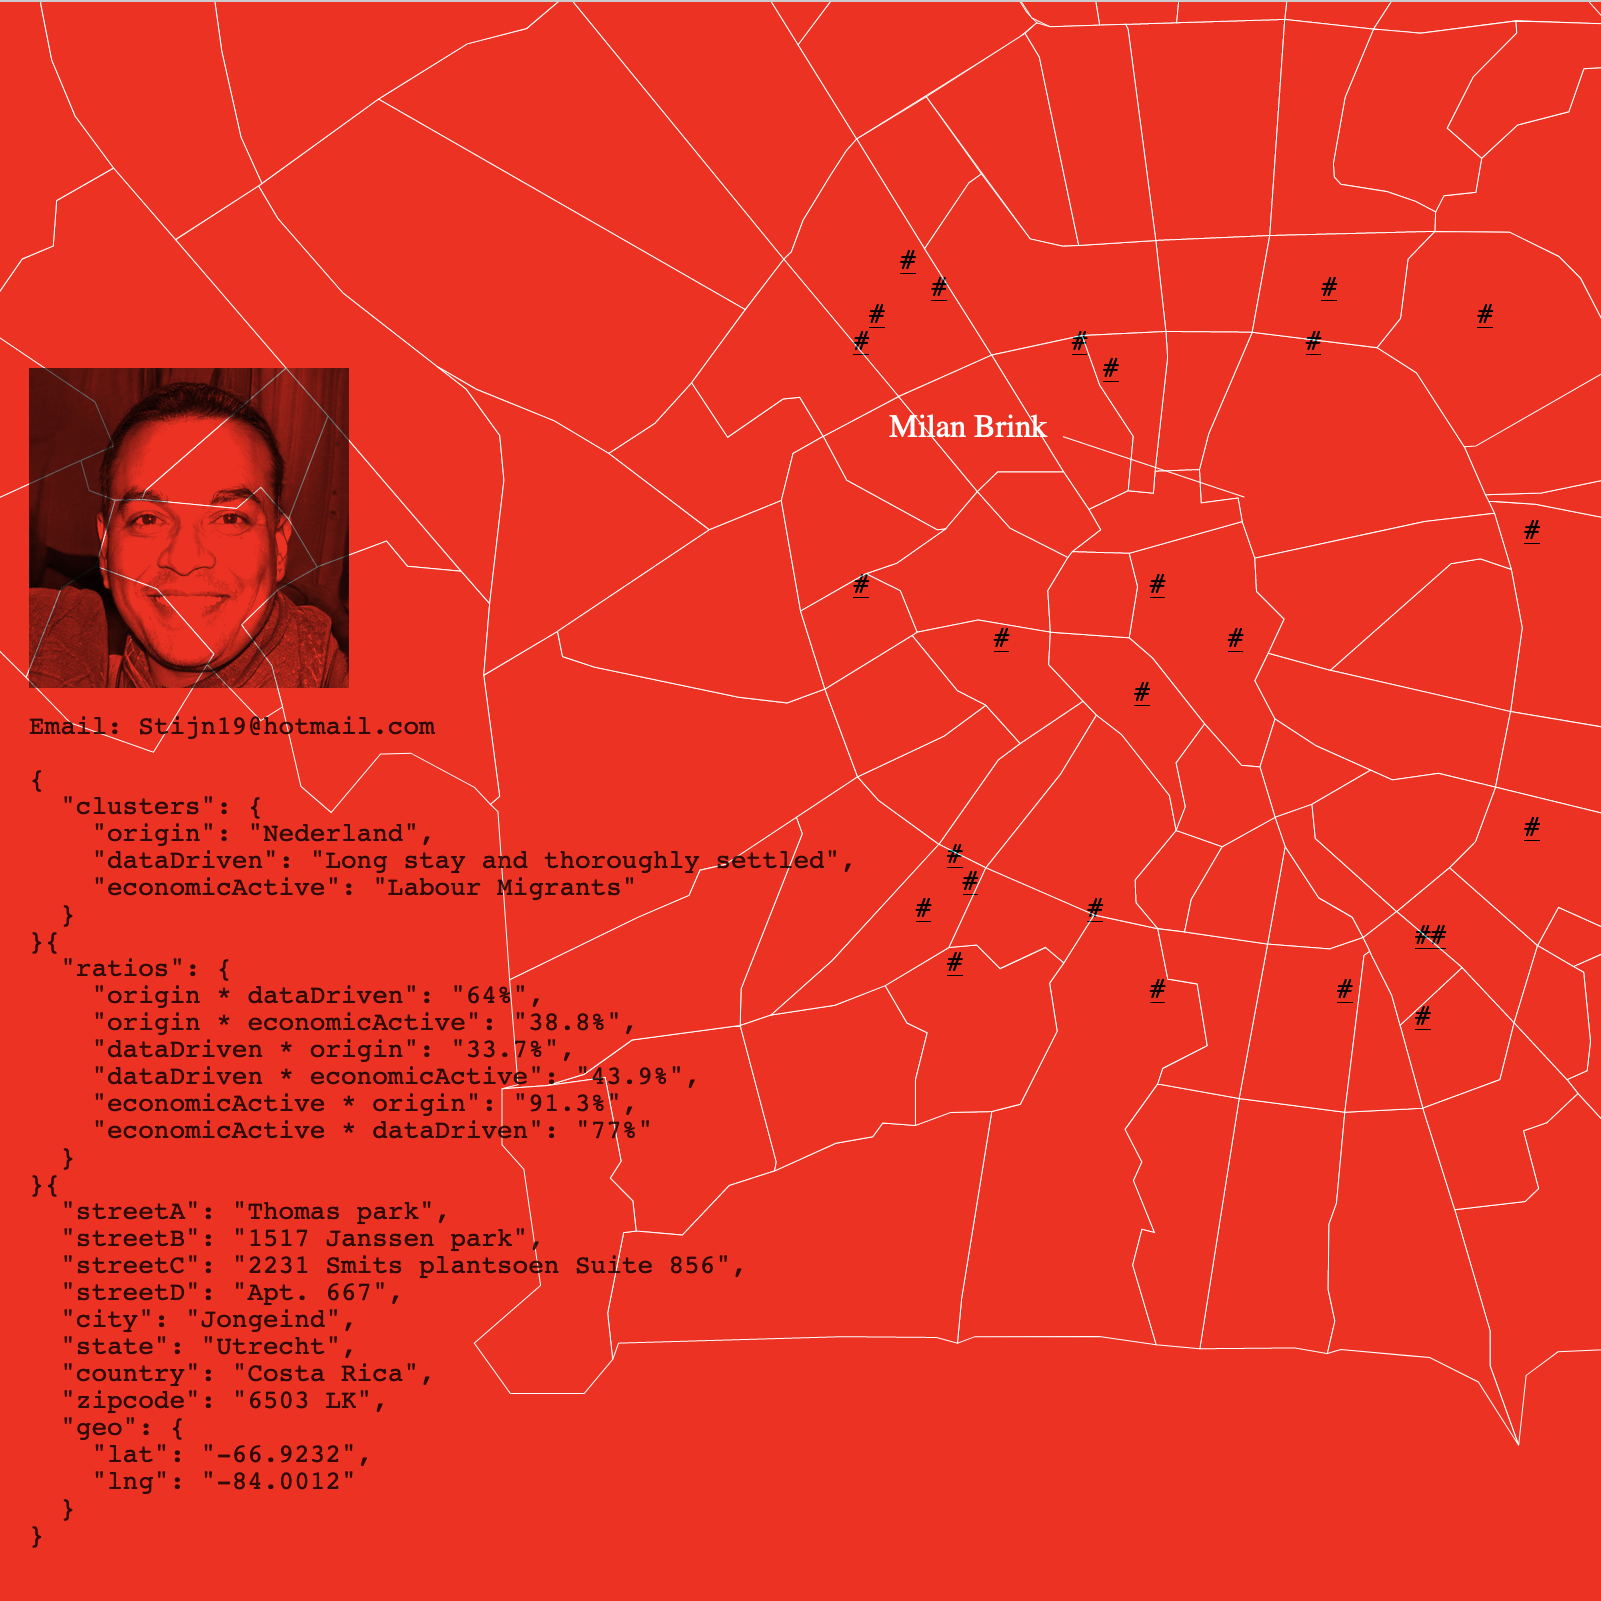 #
#
#
#
#
#
#
#
#
#
Milan Brink
#
#
#
#
#
#
Email: Stijn19@hotmail.com
{
  "clusters": {
    "origin": "Nederland",
    "dataDriven": "Long stay and thoroughly settled",
    "economicActive": "Labour Migrants"
  }
}{
  "ratios": {
    "origin * dataDriven": "64%",
    "origin * economicActive": "38.8%",
    "dataDriven * origin": "33.7%",
    "dataDriven * economicActive": "43.9%",
    "economicActive * origin": "91.3%",
    "economicActive * dataDriven": "77%"
  }
}{
  "streetA": "Thomas park",
  "streetB": "1517 Janssen park",
  "streetC": "2231 Smits plantsoen Suite 856",
  "streetD": "Apt. 667",
  "city": "Jongeind",
  "state": "Utrecht",
  "country": "Costa Rica",
  "zipcode": "6503 LK",
  "geo": {
    "lat": "-66.9232",
    "lng": "-84.0012"
  }
}
#
#
#
#
#
##
#
#
#
#